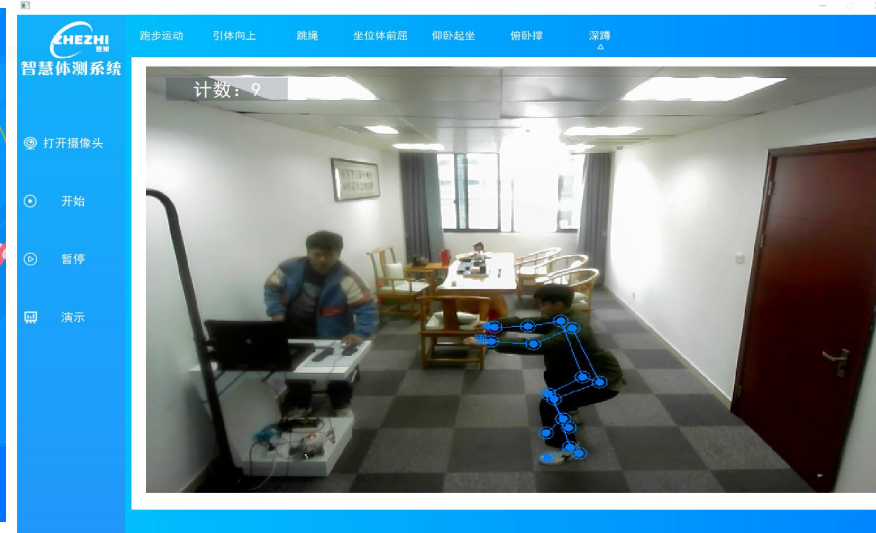 跑步运动 引体向上 跳绳 坐位体前屈 仰卧起坐 俯卧撑 深蹲
ZHEZHI
智慧体测系统
计数: 9
打开摄像头
开始
暂停
演示